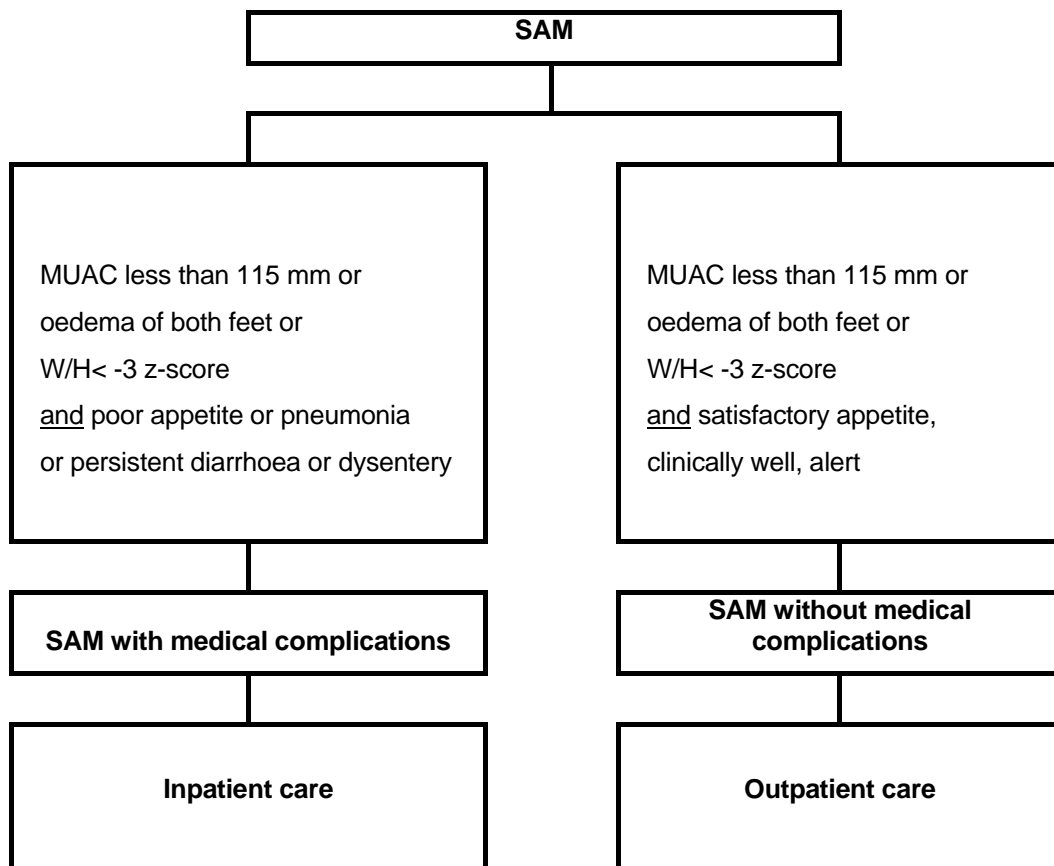 SAM
MUAC less than 115 mm or
oedema of both feet or
W/H< -3 z-score
and poor appetite or pneumonia
or persistent diarrhoea or dysentery
MUAC less than 115 mm or
oedema of both feet or
W/H< -3 z-score
and satisfactory appetite,
clinically well, alert
SAM with medical complications
SAM without medical
complications
Inpatient care
Outpatient care